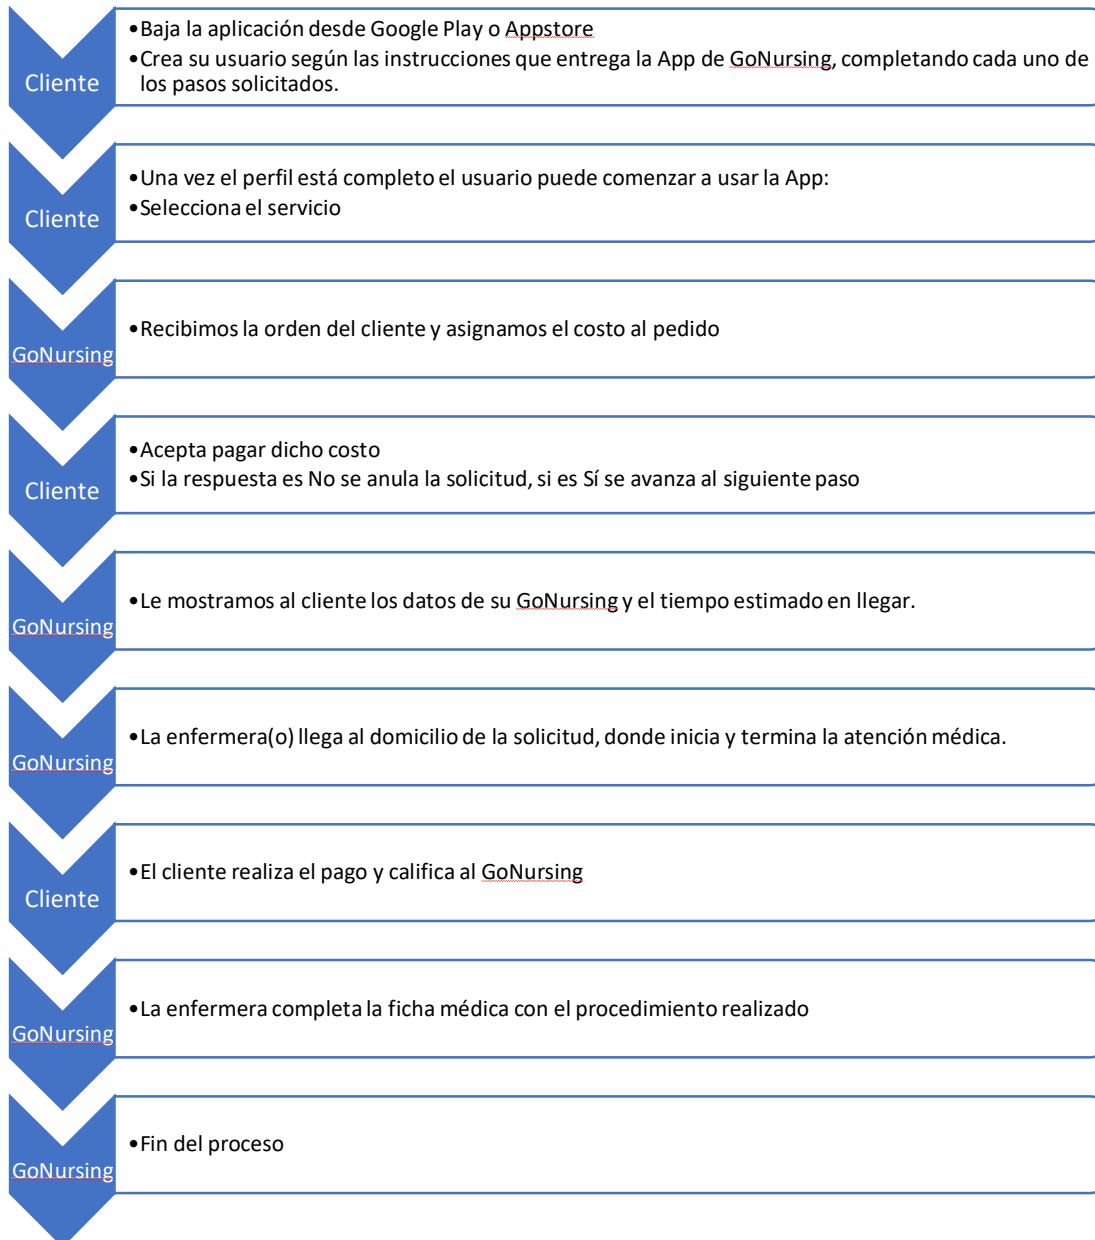 •Baja la aplicación desde Google Play o Appstore
•Crea su usuario según las instrucciones que entrega la App de GoNursing, completando cada uno de
los pasos solicitados.
Cliente
•Una vez el perfil está completo el usuario puede comenzar a usar la App:
•Selecciona el servicio
Cliente
•Recibimos la orden del cliente y asignamos el costo al pedido
GoNursing
•Acepta pagar dicho costo
•Si la respuesta es No se anula la solicitud, si es Sí se avanza al siguiente paso
Cliente
•Le mostramos al cliente los datos de su GoNursing y el tiempo estimado en llegar.
GoNursing
•La enfermera(o) llega al domicilio de la solicitud, donde inicia y termina la atención médica.
GoNursing
•El cliente realiza el pago y califica al GoNursing
Cliente
•La enfermera completa la ficha médica con el procedimiento realizado
GoNursing
•Fin del proceso
GoNursing